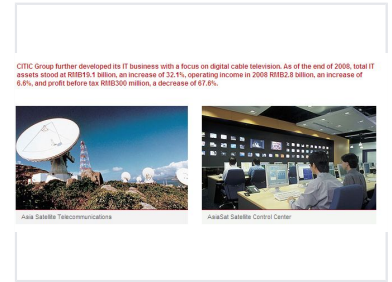 CITIC Group further developed its IT business with a focus on digital cable television. As of the end of 2008, total IT
assets stood at RMB19.1 billion, an increase of 32.1%, operating income in 2008 RMB2.8 billion, an increase of
6.6%, and profit before tax RMB300 million, a decrease of 67.6%.
Asia Satellite Telecommunications
AsiaSat Satellite Control Center